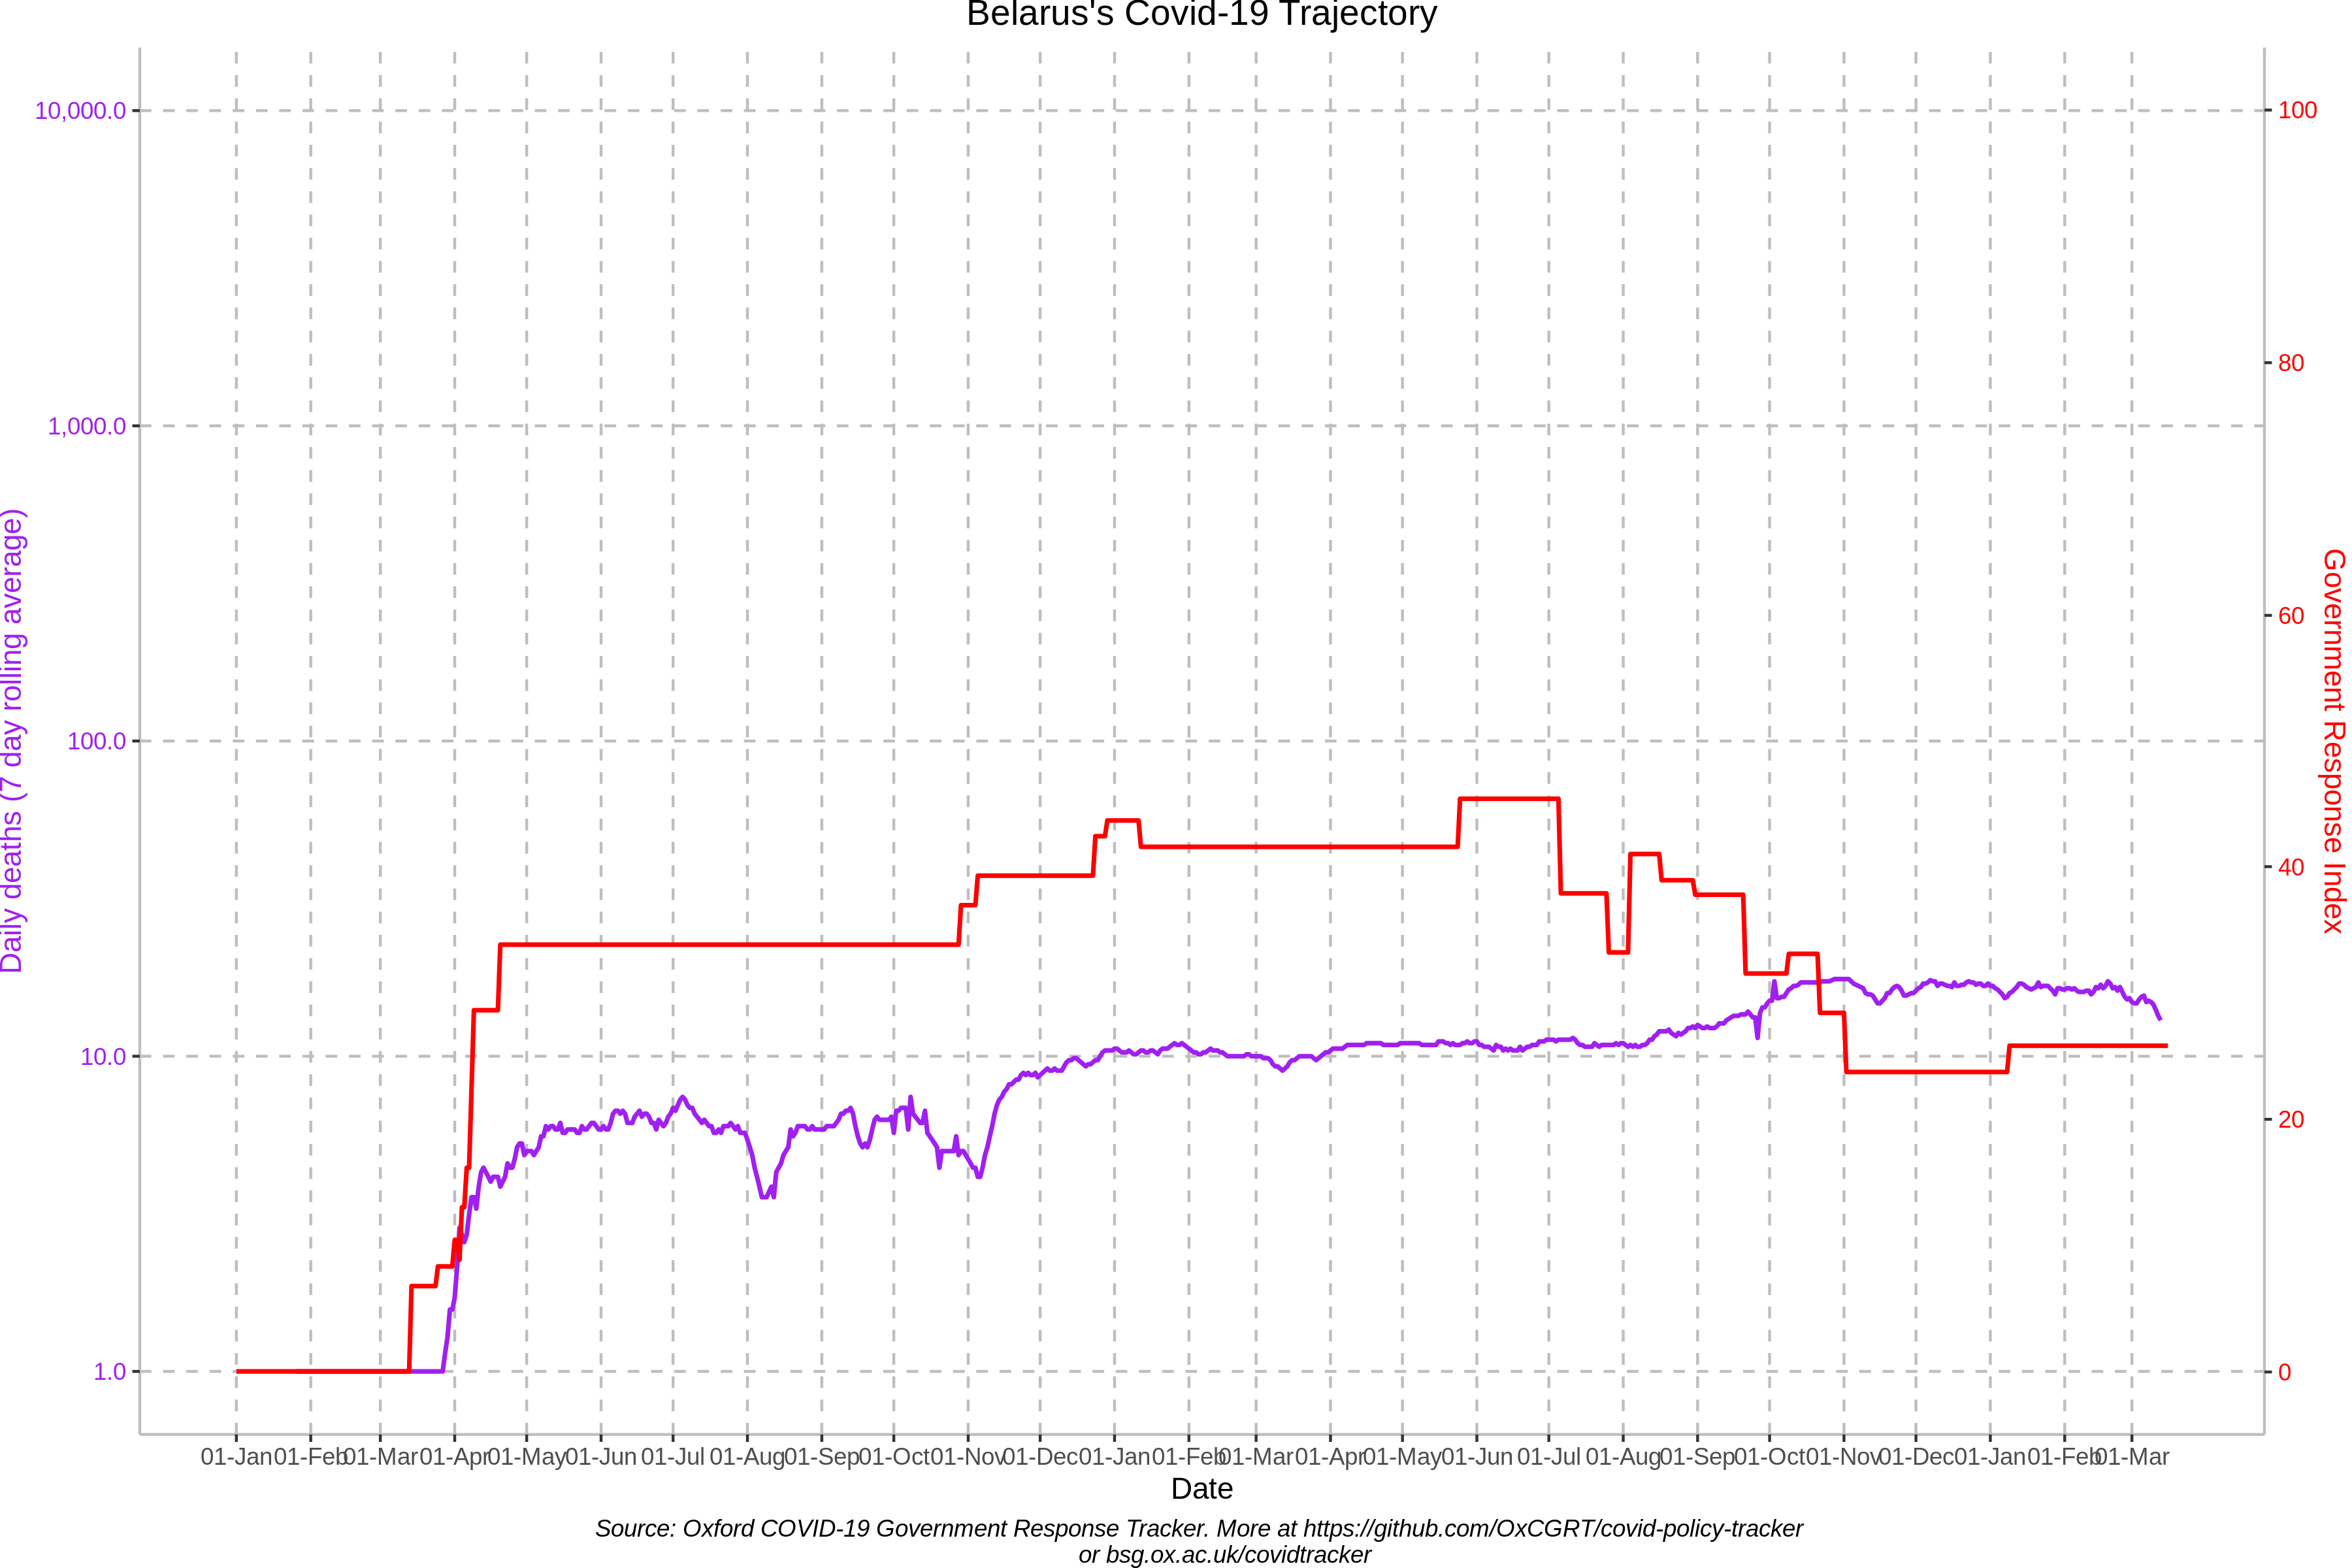 Belarus's Covid-19 Trajectory
10,000.0
1,000.0
100.0
10.0
1.0
Daily deaths (7 day rolling average)
100
80
60
40
20
0
Government Response Index
01-Jan 01-Feb 01-Mar 01-Apr 01-May 01-Jun 01-Jul 01-Aug 01-Sep 01-Oct 01-Nov 01-Dec 01-Jan 01-Feb 01-Mar 01-Apr 01-May 01-Jun 01-Jul 01-Aug 01-Sep 01-Oct 01-Nov 01-Dec 01-Jan 01-Feb 01-Mar
Date
Source: Oxford COVID-19 Government Response Tracker. More at https://github.com/OxCGRT/covid-policy-tracker
or bsg.ox.ac.uk/covidtracker